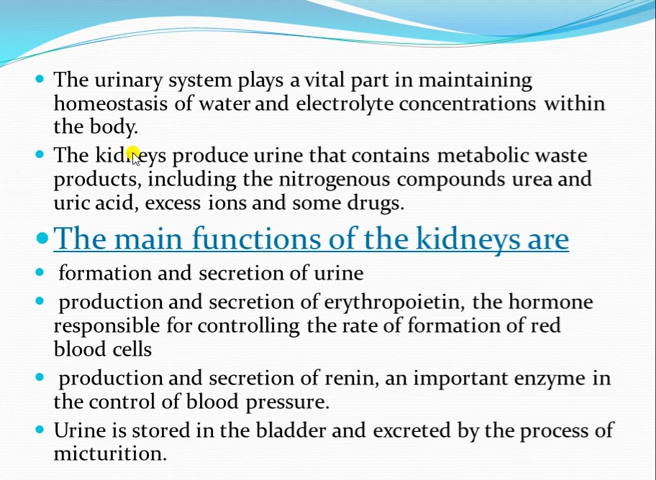 The urinary system plays a vital part in maintaining
homeostasis of water and electrolyte concentrations within
the body.
The kidneys produce urine that contains metabolic waste
products, including the nitrogenous compounds urea and
uric acid, excess ions and some drugs.
The main functions of the kidneys are
formation and secretion of urine
production and secretion of erythropoietin, the hormone
responsible for controlling the rate of formation of red
blood cells
production and secretion of renin, an important enzyme in
the control of blood pressure.
Urine is stored in the bladder and excreted by the process of
micturition.